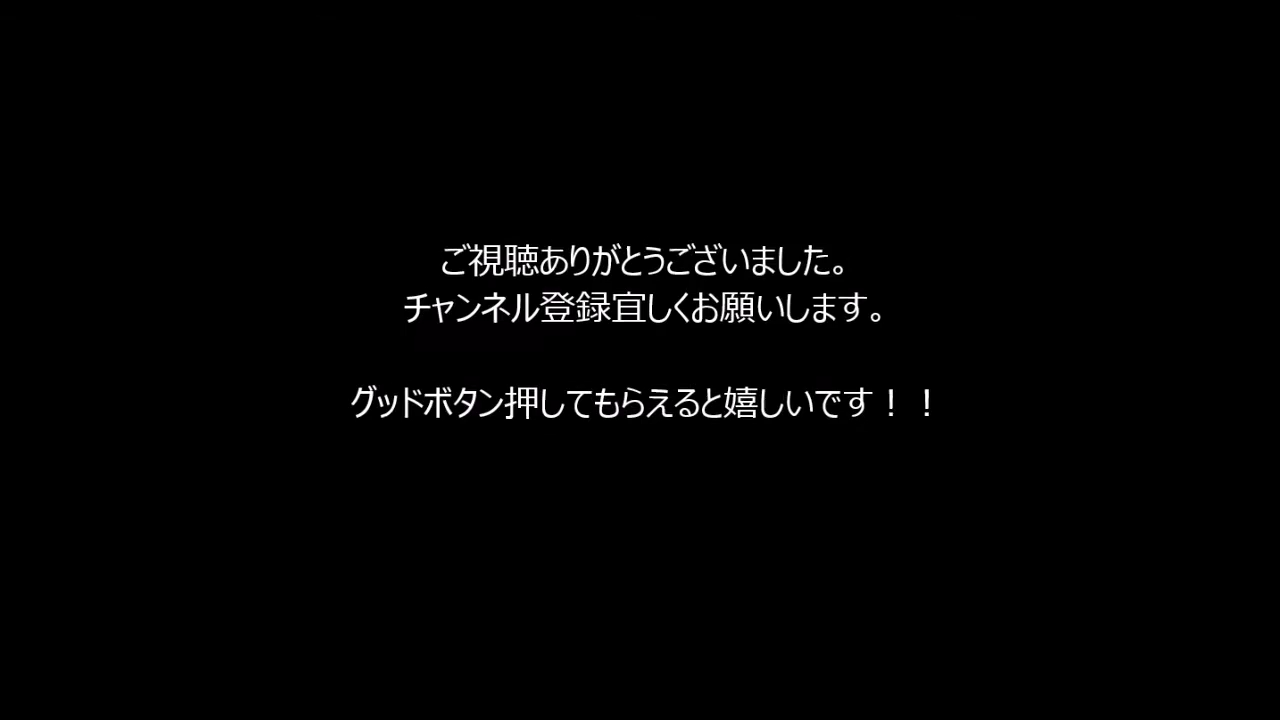 ご視聴ありがとうございました。
チャンネル登録宜しくお願いします。
グッドボタン押してもらえると嬉しいです！！